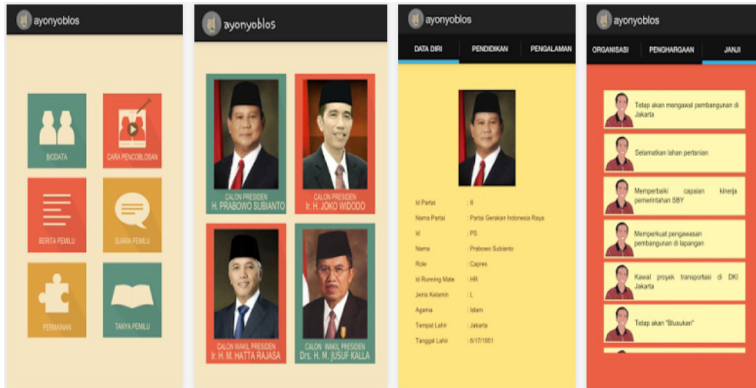 ayonyoblos
BIODATA
CARA PENCOBLOSAN
BERITA PEMILU
SUARA PEMILU
PERMAINAN
TANYA PEMILU
ayonyoblos
CALON PRESIDEN
H. PRABOWO SUBIANTO
CALON PRESIDEN
Ir. H. JOKO WIDODO
CALON WAKIL PRESIDEN
Ir. H. M. HATTA RAJASA
CALON WAKIL PRESIDEN
Drs. H. M. JUSUF KALLA
ayonyoblos
DATA DIRI PENDIDIKAN PENGALAMAN
Id Partai : 6
Nama Partai : Partai Gerakan Indonesia Raya
Id : PS
Nama : Prabowo Subianto
Role : Capres
Id Running Mate : HR
Jenis Kelamin : L
Agama : Islam
Tempat Lahir : Jakarta
Tanggal Lahir : 6/17/1951
ayonyoblos
ORGANISASI PENGHARGAAN JANJI
Tetap akan mengawal pembangunan di
Jakarta
Selamatkan lahan pertanian
Memperbaiki capaian kinerja
pemerintahan SBY
Memperkuat pengawasan
pembangunan di lapangan
Kawal proyek transportasi di DKI
Jakarta
Tetap akan "Blusukan"